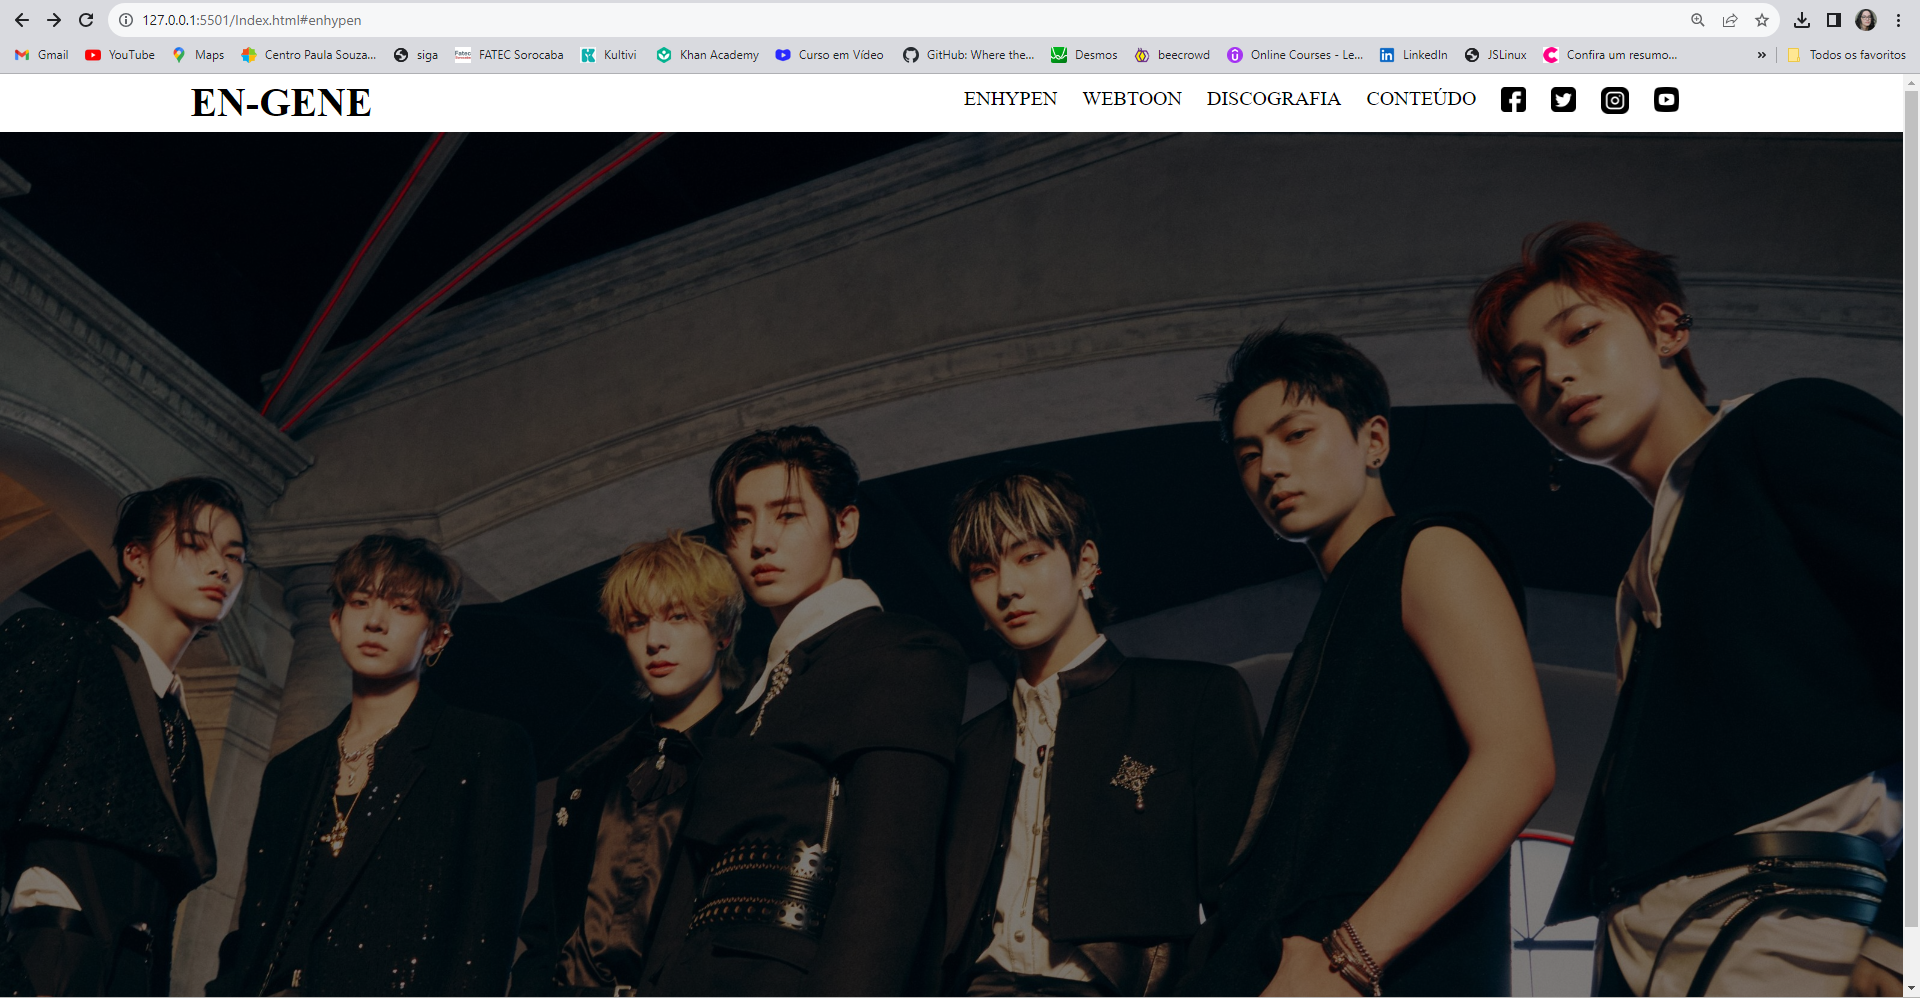 127.0.0.1:5501/Index.html#enhypen
Gmail YouTube Maps Centro Paula Souza... siga FATEC Sorocaba Kultivi Khan Academy Curso em Vídeo GitHub: Where the... Desmos beecrowd Online Courses - Le... LinkedIn JSLinux Confira um resumo... » Todos os favoritos
EN-GENE ENHYPEN WEBTOON DISCOGRAFIA CONTEÚDO